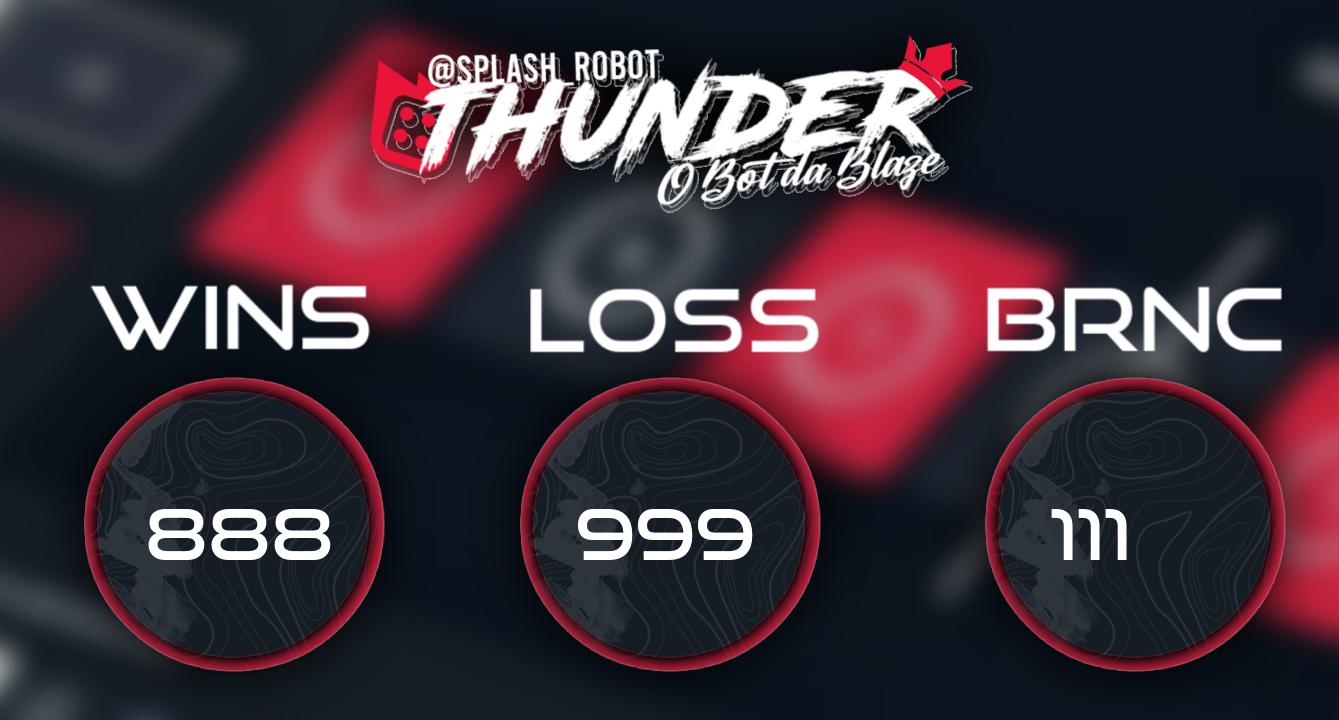 @SPLASH_ROBOT
THUNDER
O Bot da Blaze
WINS LOSS BRNC
888 999 111